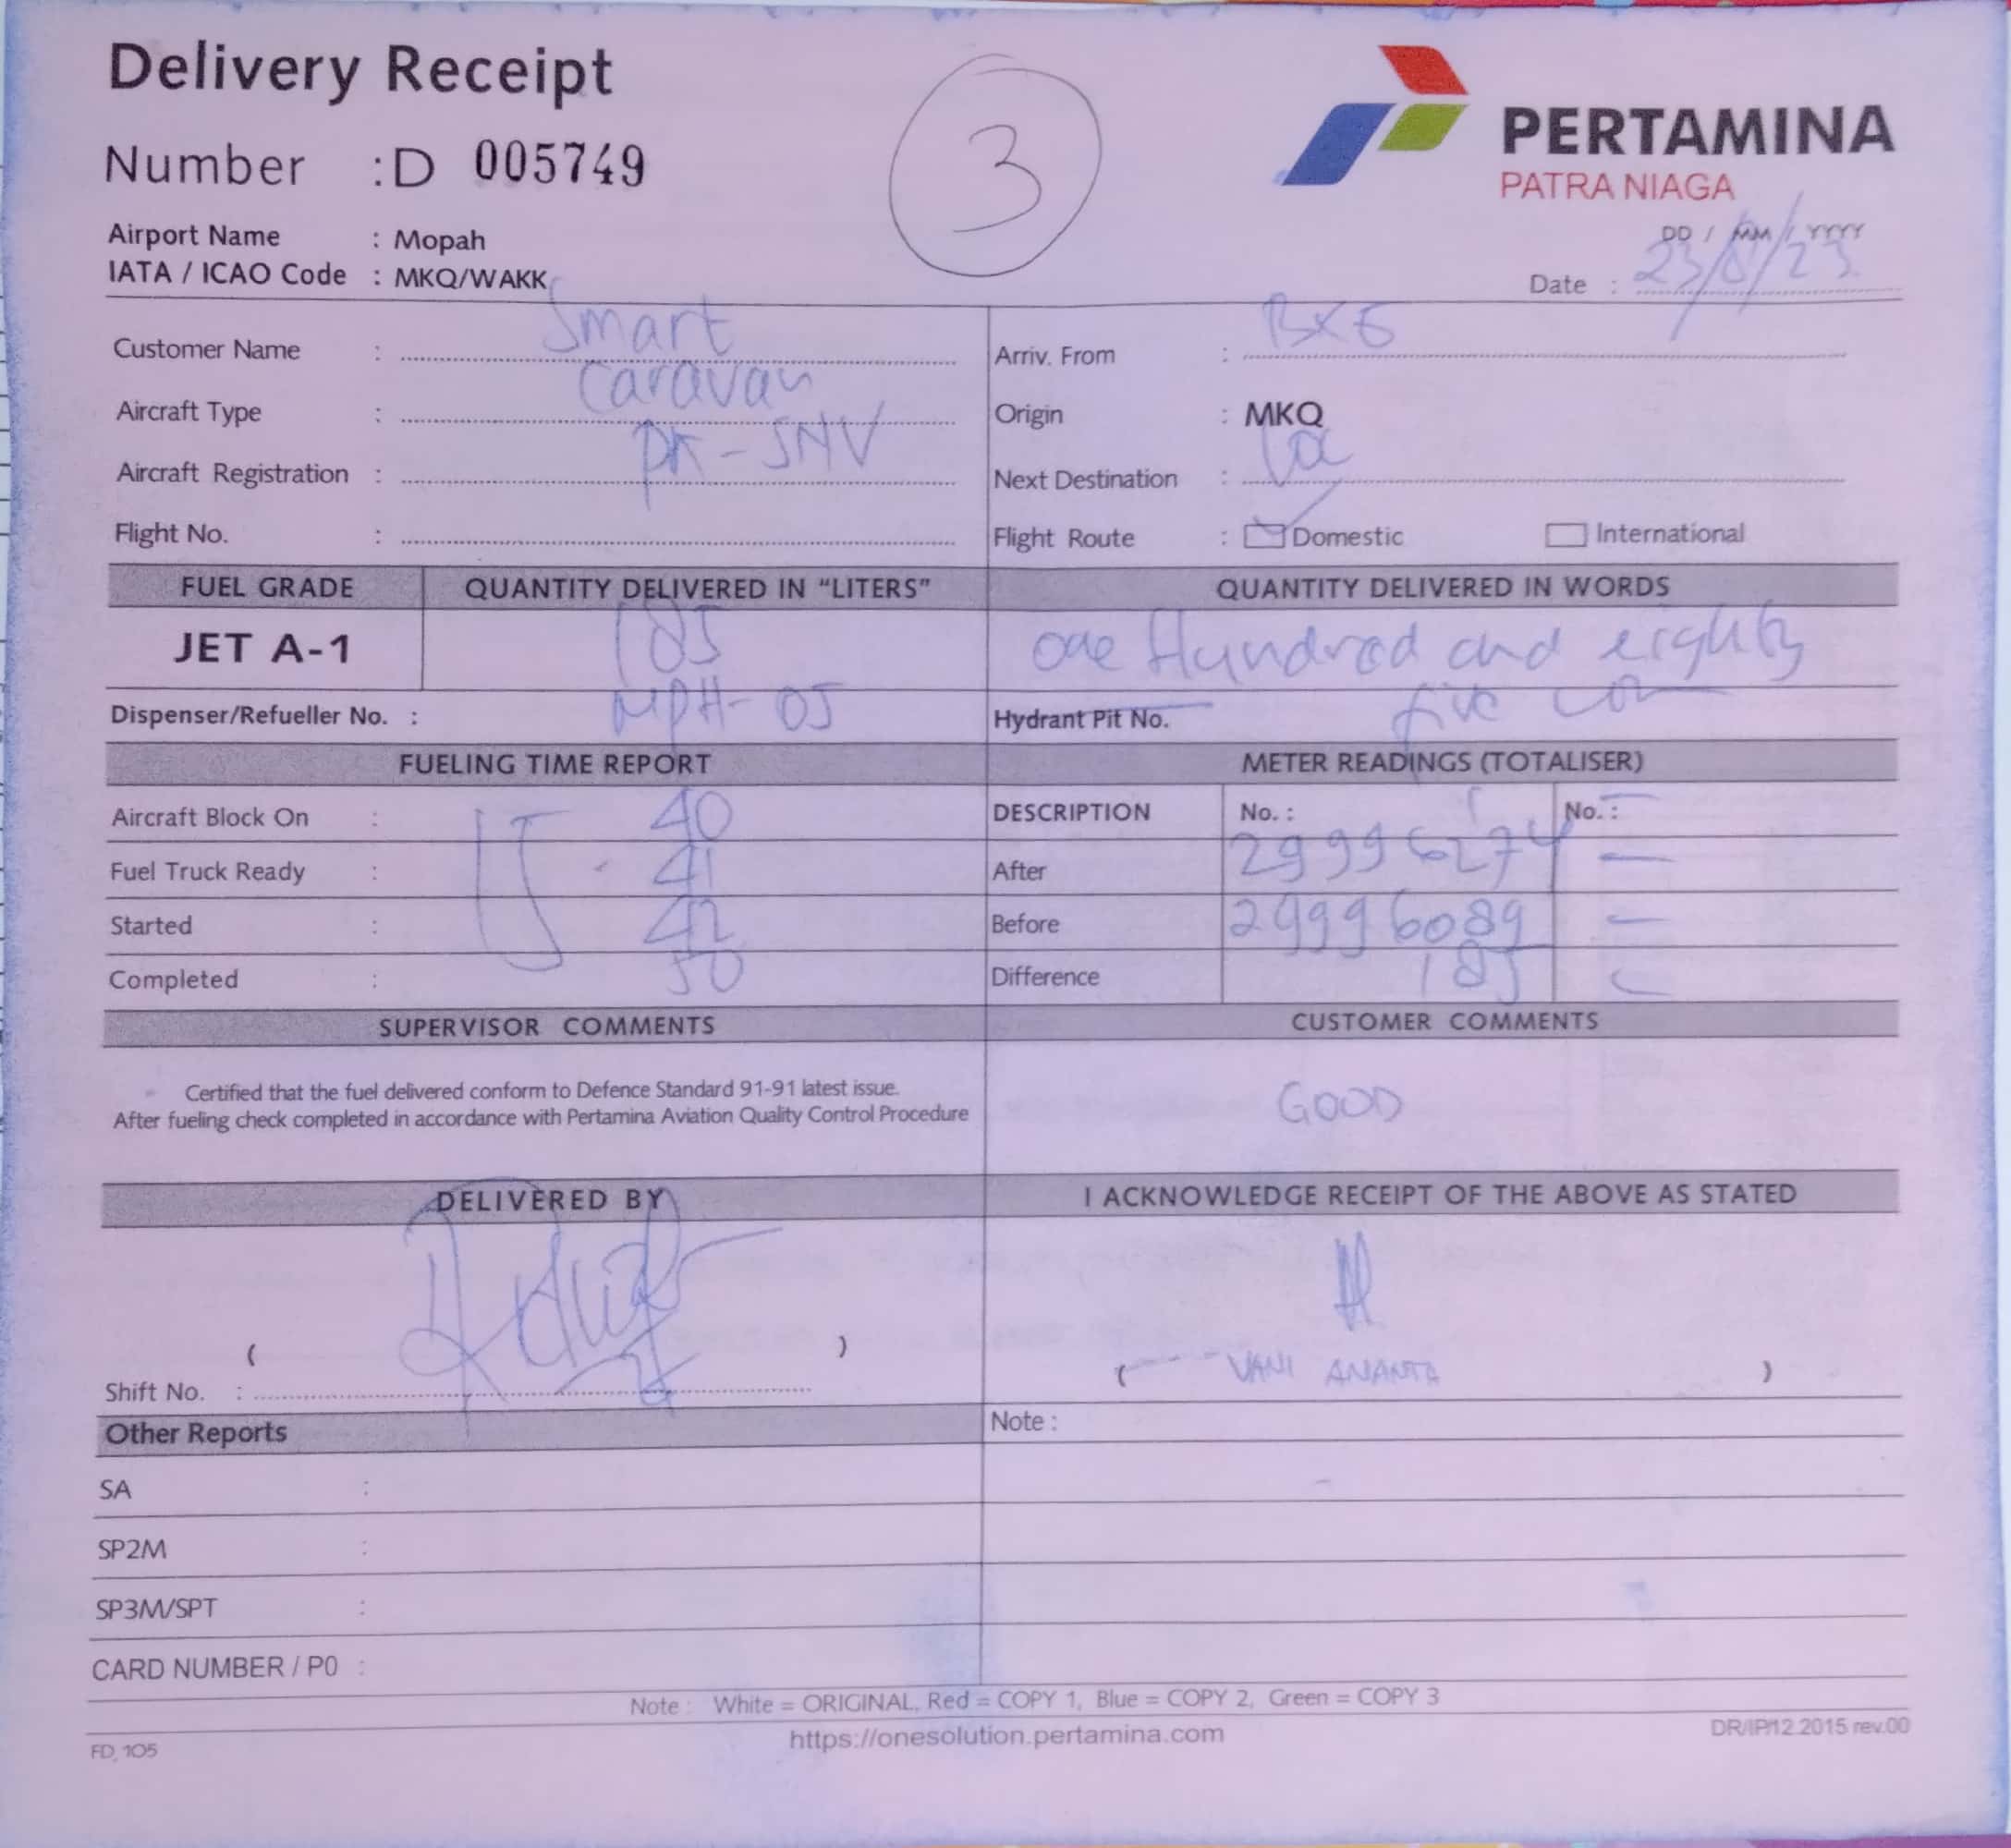 Delivery Receipt
3
PERTAMINA
PATRA NIAGA
Number : D 005749
Airport Name : Mopah
IATA / ICAO Code : MKQ/WAKK
DD / MM / YYYY
Date : 23/8/23
Customer Name : Smart
Arriv. From : BXE
Aircraft Type : Caravan
Origin : MKQ
Aircraft Registration : PK-SNV
Next Destination :
Flight No. :
Flight Route : Domestic International
FUEL GRADE QUANTITY DELIVERED IN "LITERS" QUANTITY DELIVERED IN WORDS
JET A-1 185 one Hundred and eighty
five
Dispenser/Refueller No. : MPH-05 Hydrant Pit No.
FUELING TIME REPORT METER READINGS (TOTALISER)
Aircraft Block On : 40 DESCRIPTION No. : No. :
Fuel Truck Ready : 15 . 41 After 29996274 —
Started : 42 Before 29996089 —
Completed : 50 Difference 185
SUPERVISOR COMMENTS CUSTOMER COMMENTS
Certified that the fuel delivered conform to Defence Standard 91-91 latest issue.
After fueling check completed in accordance with Pertamina Aviation Quality Control Procedure
GOOD
DELIVERED BY I ACKNOWLEDGE RECEIPT OF THE ABOVE AS STATED
( ) ( VANI ANANTA )
Shift No. :
Other Reports Note :
SA :
SP2M :
SP3M/SPT :
CARD NUMBER / P0 :
Note : White = ORIGINAL, Red = COPY 1, Blue = COPY 2, Green = COPY 3
https://onesolution.pertamina.com
FD. 105
DR/IP/12.2015 rev.00